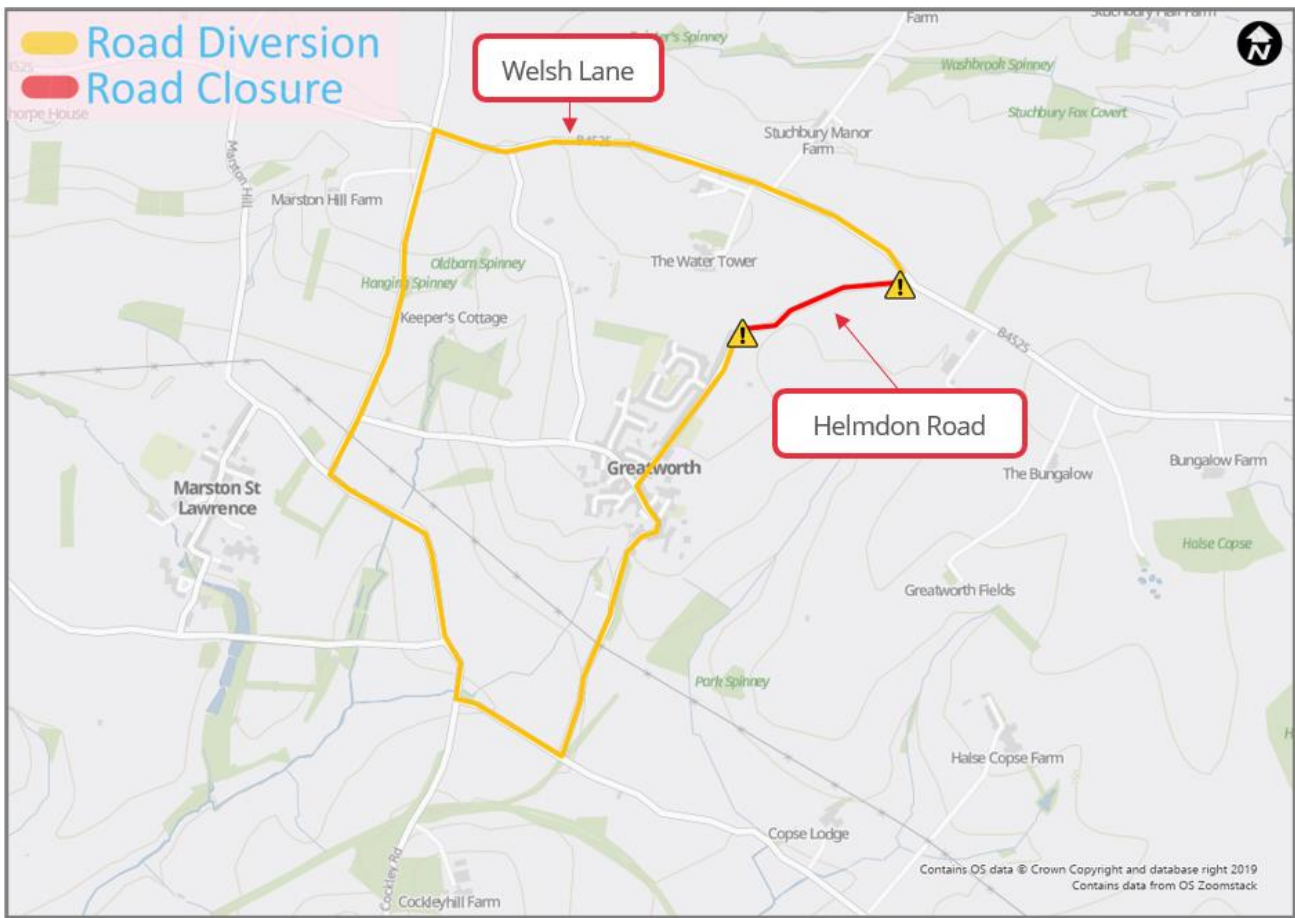 Road Diversion
Road Closure
Welsh Lane
Farm
Washbrook Spinney
Stuchbury Fox Covert
Stuchbury Manor
Farm
B4525
Marston Hill
Marston Hill Farm
The Water Tower
Oldbarn Spinney
Hanging Spinney
Keeper's Cottage
B4525
Helmdon Road
Greatworth
Marston St
Lawrence
The Bungalow
Bungalow Farm
Halse Copse
Greatworth Fields
Park Spinney
Halse Copse Farm
Copse Lodge
Cockley Rd
Cockleyhill Farm
Contains OS data © Crown Copyright and database right 2019
Contains data from OS Zoomstack
N